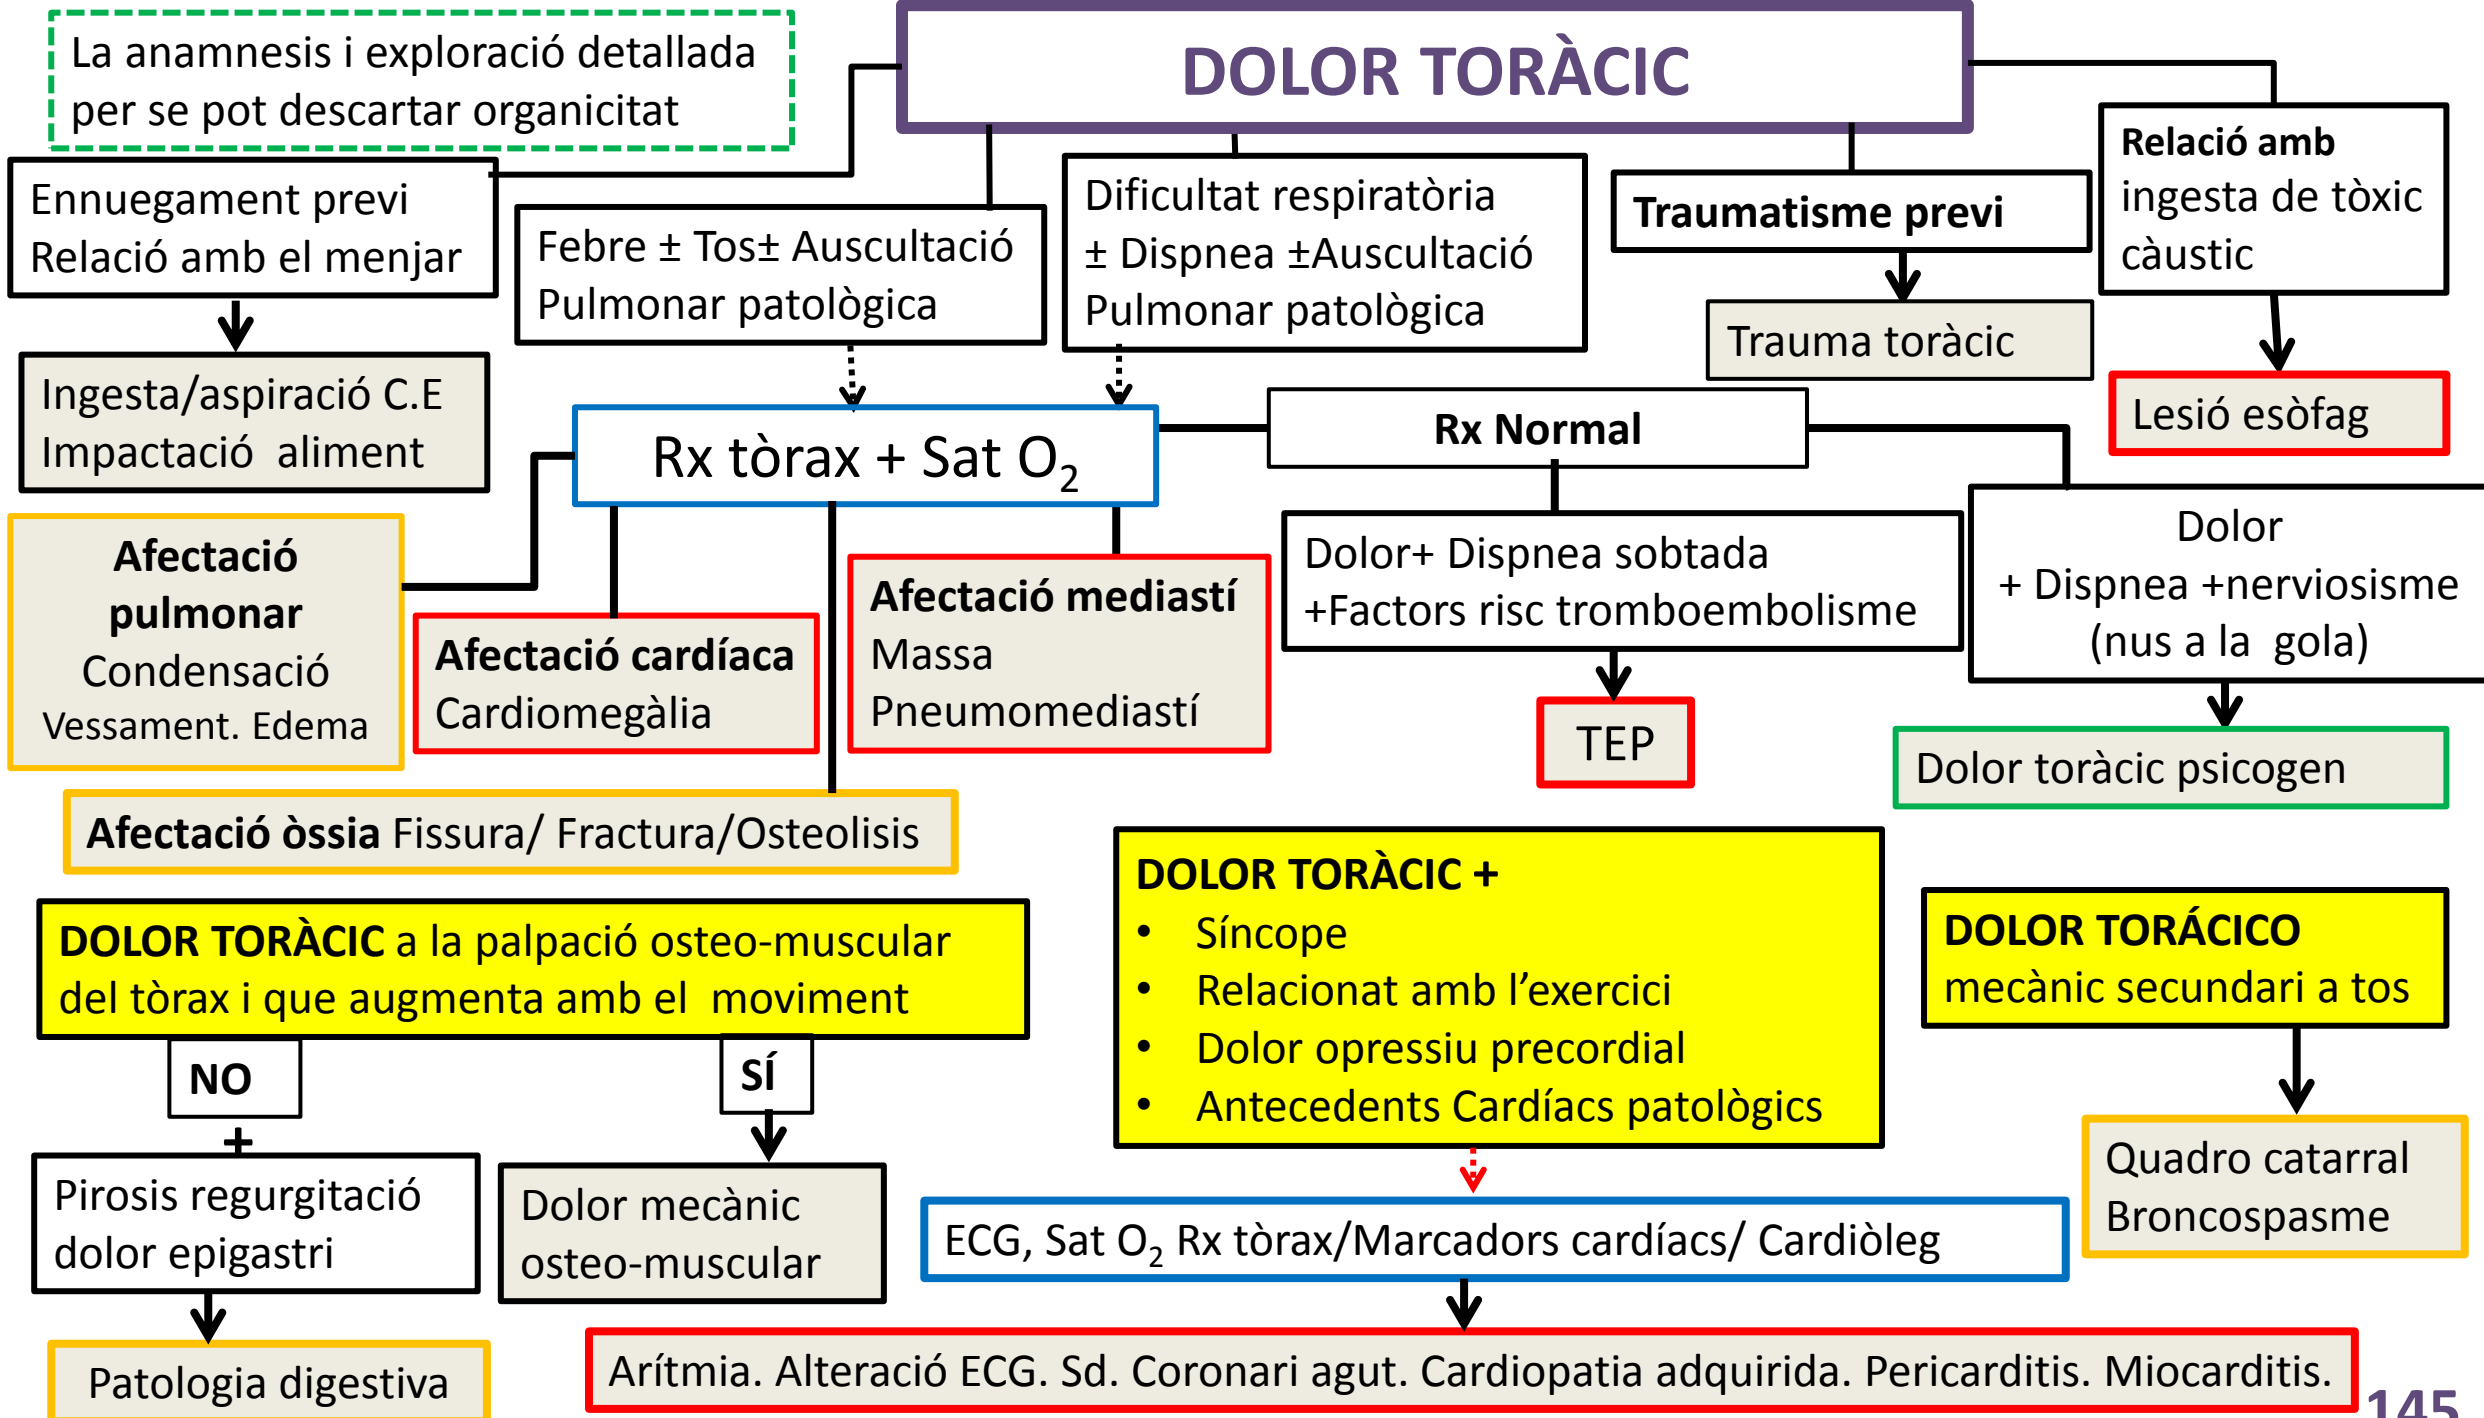 La anamnesis i exploració detallada
per se pot descartar organicitat
DOLOR TORÀCIC
Ennuegament previ
Relació amb el menjar
Febre ± Tos± Auscultació
Pulmonar patològica
Dificultat respiratòria
± Dispnea ±Auscultació
Pulmonar patològica
Traumatisme previ
Relació amb
ingesta de tòxic
càustic
Trauma toràcic
Lesió esòfag
Ingesta/aspiració C.E
Impactació aliment
Rx tòrax + Sat O₂
Rx Normal
Afectació
pulmonar
Condensació
Vessament. Edema
Afectació cardíaca
Cardiomegàlia
Afectació mediastí
Massa
Pneumomediastí
Dolor+ Dispnea sobtada
+Factors risc tromboembolisme
Dolor
+ Dispnea +nerviosisme
(nus a la gola)
TEP
Dolor toràcic psicogen
Afectació òssia Fissura/ Fractura/Osteolisis
DOLOR TORÀCIC a la palpació osteo-muscular
del tòrax i que augmenta amb el moviment
NO
SÍ
+
Pirosis regurgitació
dolor epigastri
Dolor mecànic
osteo-muscular
Patologia digestiva
DOLOR TORÀCIC +
• Síncope
• Relacionat amb l’exercici
• Dolor opressiu precordial
• Antecedents Cardíacs patològics
DOLOR TORÁCICO
mecànic secundari a tos
Quadro catarral
Broncospasme
ECG, Sat O₂ Rx tòrax/Marcadors cardíacs/ Cardiòleg
Arítmia. Alteració ECG. Sd. Coronari agut. Cardiopatia adquirida. Pericarditis. Miocarditis.
145